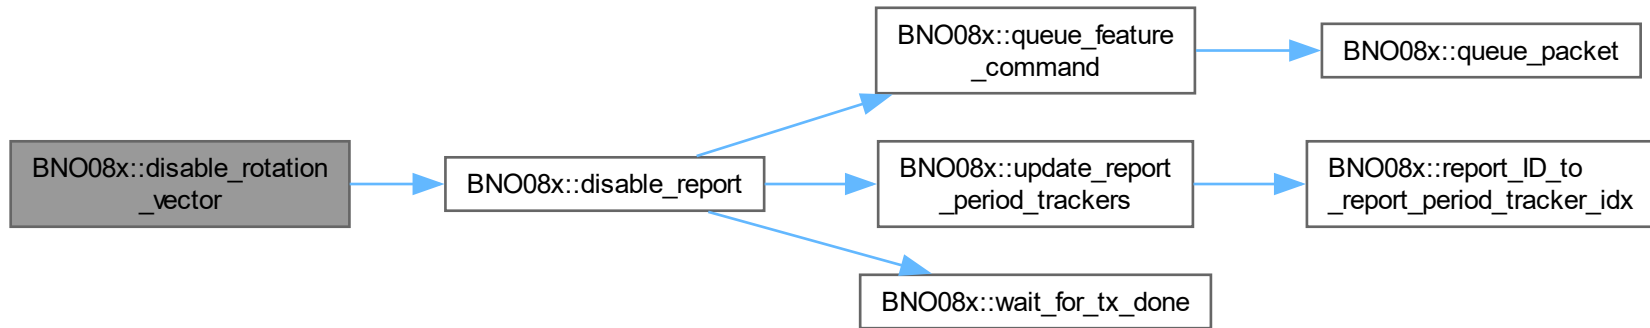 BNO08x::disable_rotation
_vector
BNO08x::disable_report
BNO08x::queue_feature
_command
BNO08x::queue_packet
BNO08x::update_report
_period_trackers
BNO08x::report_ID_to
_report_period_tracker_idx
BNO08x::wait_for_tx_done